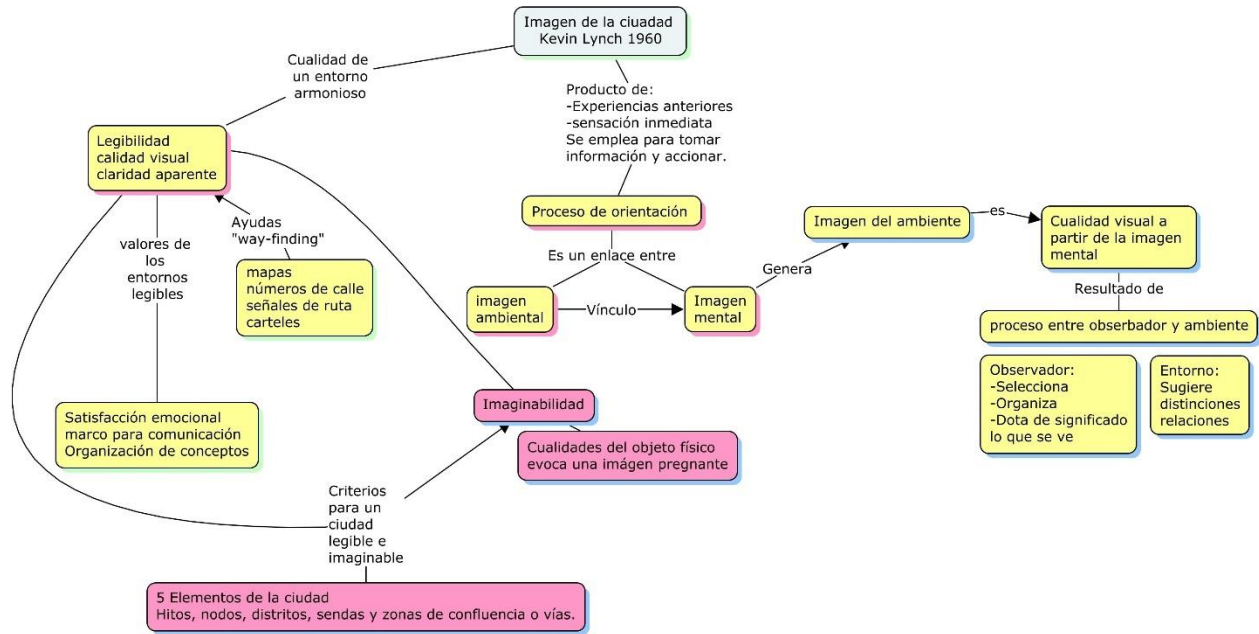 Imagen de la ciuadad
Kevin Lynch 1960
Cualidad de
un entorno
armonioso
Producto de:
-Experiencias anteriores
-sensación inmediata
Se emplea para tomar
información y accionar.
Legibilidad
calidad visual
claridad aparente
Ayudas
"way-finding"
valores de
los
entornos
legibles
mapas
números de calle
señales de ruta
carteles
Satisfacción emocional
marco para comunicación
Organización de conceptos
Proceso de orientación
Es un enlace entre
imagen
ambiental
Vínculo
Imagen
mental
Genera
Imagen del ambiente
es
Cualidad visual a
partir de la imagen
mental
Resultado de
proceso entre obserbador y ambiente
Observador:
-Selecciona
-Organiza
-Dota de significado
lo que se ve
Entorno:
Sugiere
distinciones
relaciones
Imaginabilidad
Cualidades del objeto físico
evoca una imágen pregnante
Criterios
para un
ciudad
legible e
imaginable
5 Elementos de la ciudad
Hitos, nodos, distritos, sendas y zonas de confluencia o vías.